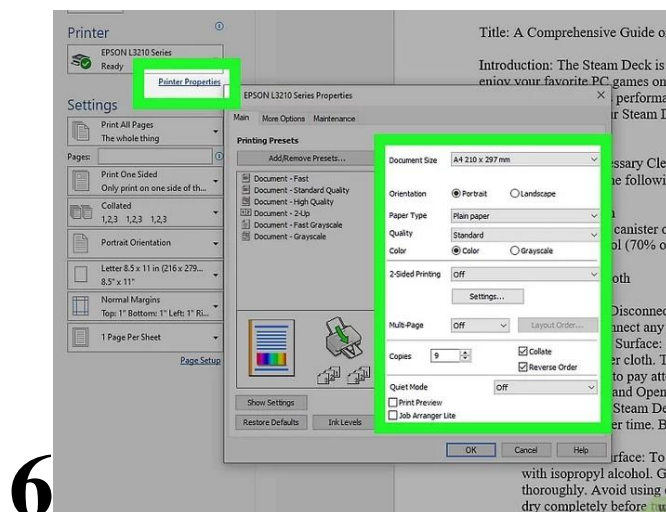 Printer
EPSON L3210 Series
Ready
Printer Properties
Settings
Print All Pages
The whole thing
Pages:
Print One Sided
Only print on one side of th...
Collated
1,2,3 1,2,3 1,2,3
Portrait Orientation
Letter 8.5 x 11 in (216 x 279...
8.5" x 11"
Normal Margins
Top: 1" Bottom: 1" Left: 1" Ri...
1 Page Per Sheet
Page Setup
EPSON L3210 Series Properties
Main More Options Maintenance
Printing Presets
Add/Remove Presets...
Document - Fast
Document - Standard Quality
Document - High Quality
Document - 2-Up
Document - Fast Grayscale
Document - Grayscale
Show Settings
Restore Defaults Ink Levels
Document Size A4 210 x 297 mm
Orientation Portrait Landscape
Paper Type Plain paper
Quality Standard
Color Color Grayscale
2-Sided Printing Off
Settings...
Multi-Page Off Layout Order...
Copies 9 Collate
Reverse Order
Quiet Mode Off
Print Preview
Job Arranger Lite
OK Cancel Help
Title: A Comprehensive Guide
Introduction: The Steam Deck is
enjoy your favorite PC games on
performa
r Steam D
ssary Cle
ne followi
canister o
ol (70% o
oth
Disconnec
nnect any
Surface:
er cloth. T
to pay atte
and Open
Steam De
er time. B
rface: To
with isopropyl alcohol. G
thoroughly. Avoid using
dry completely before
6